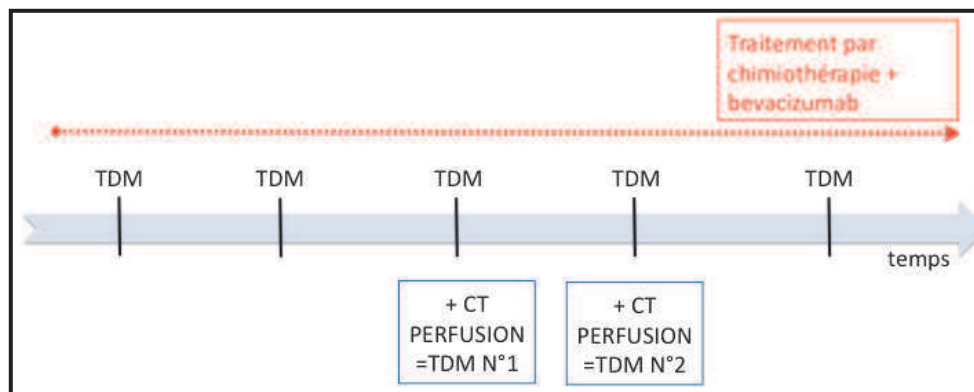 Traitement par
chimiothérapie +
bevacizumab
TDM TDM TDM TDM TDM
temps
+ CT
PERFUSION
=TDM N°1
+ CT
PERFUSION
=TDM N°2